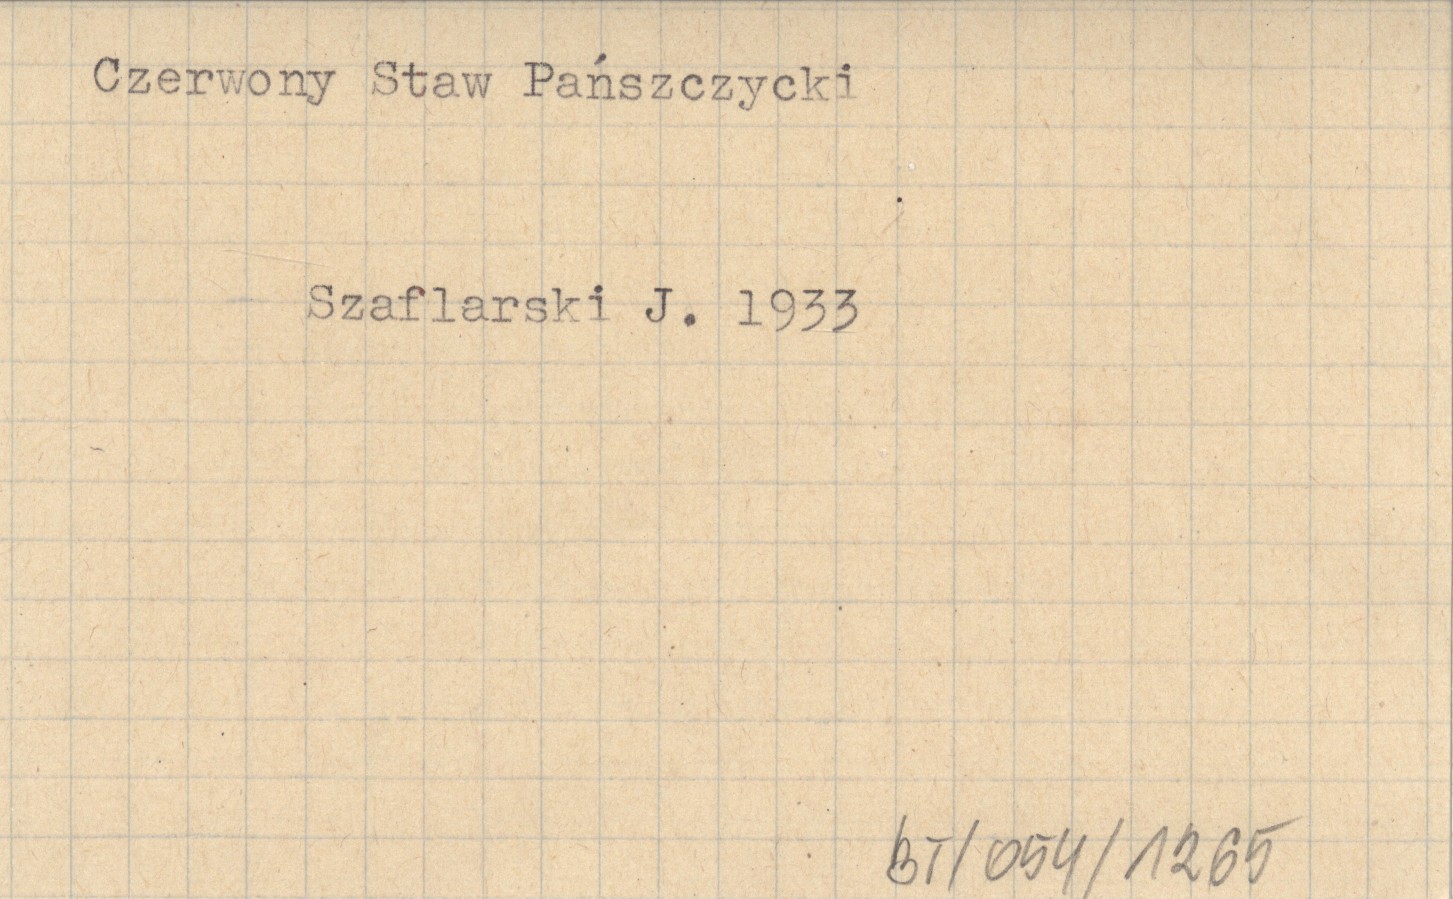 Czerwony Staw Pańszczycki
Szaflarski J. 1933
BT/054/1265